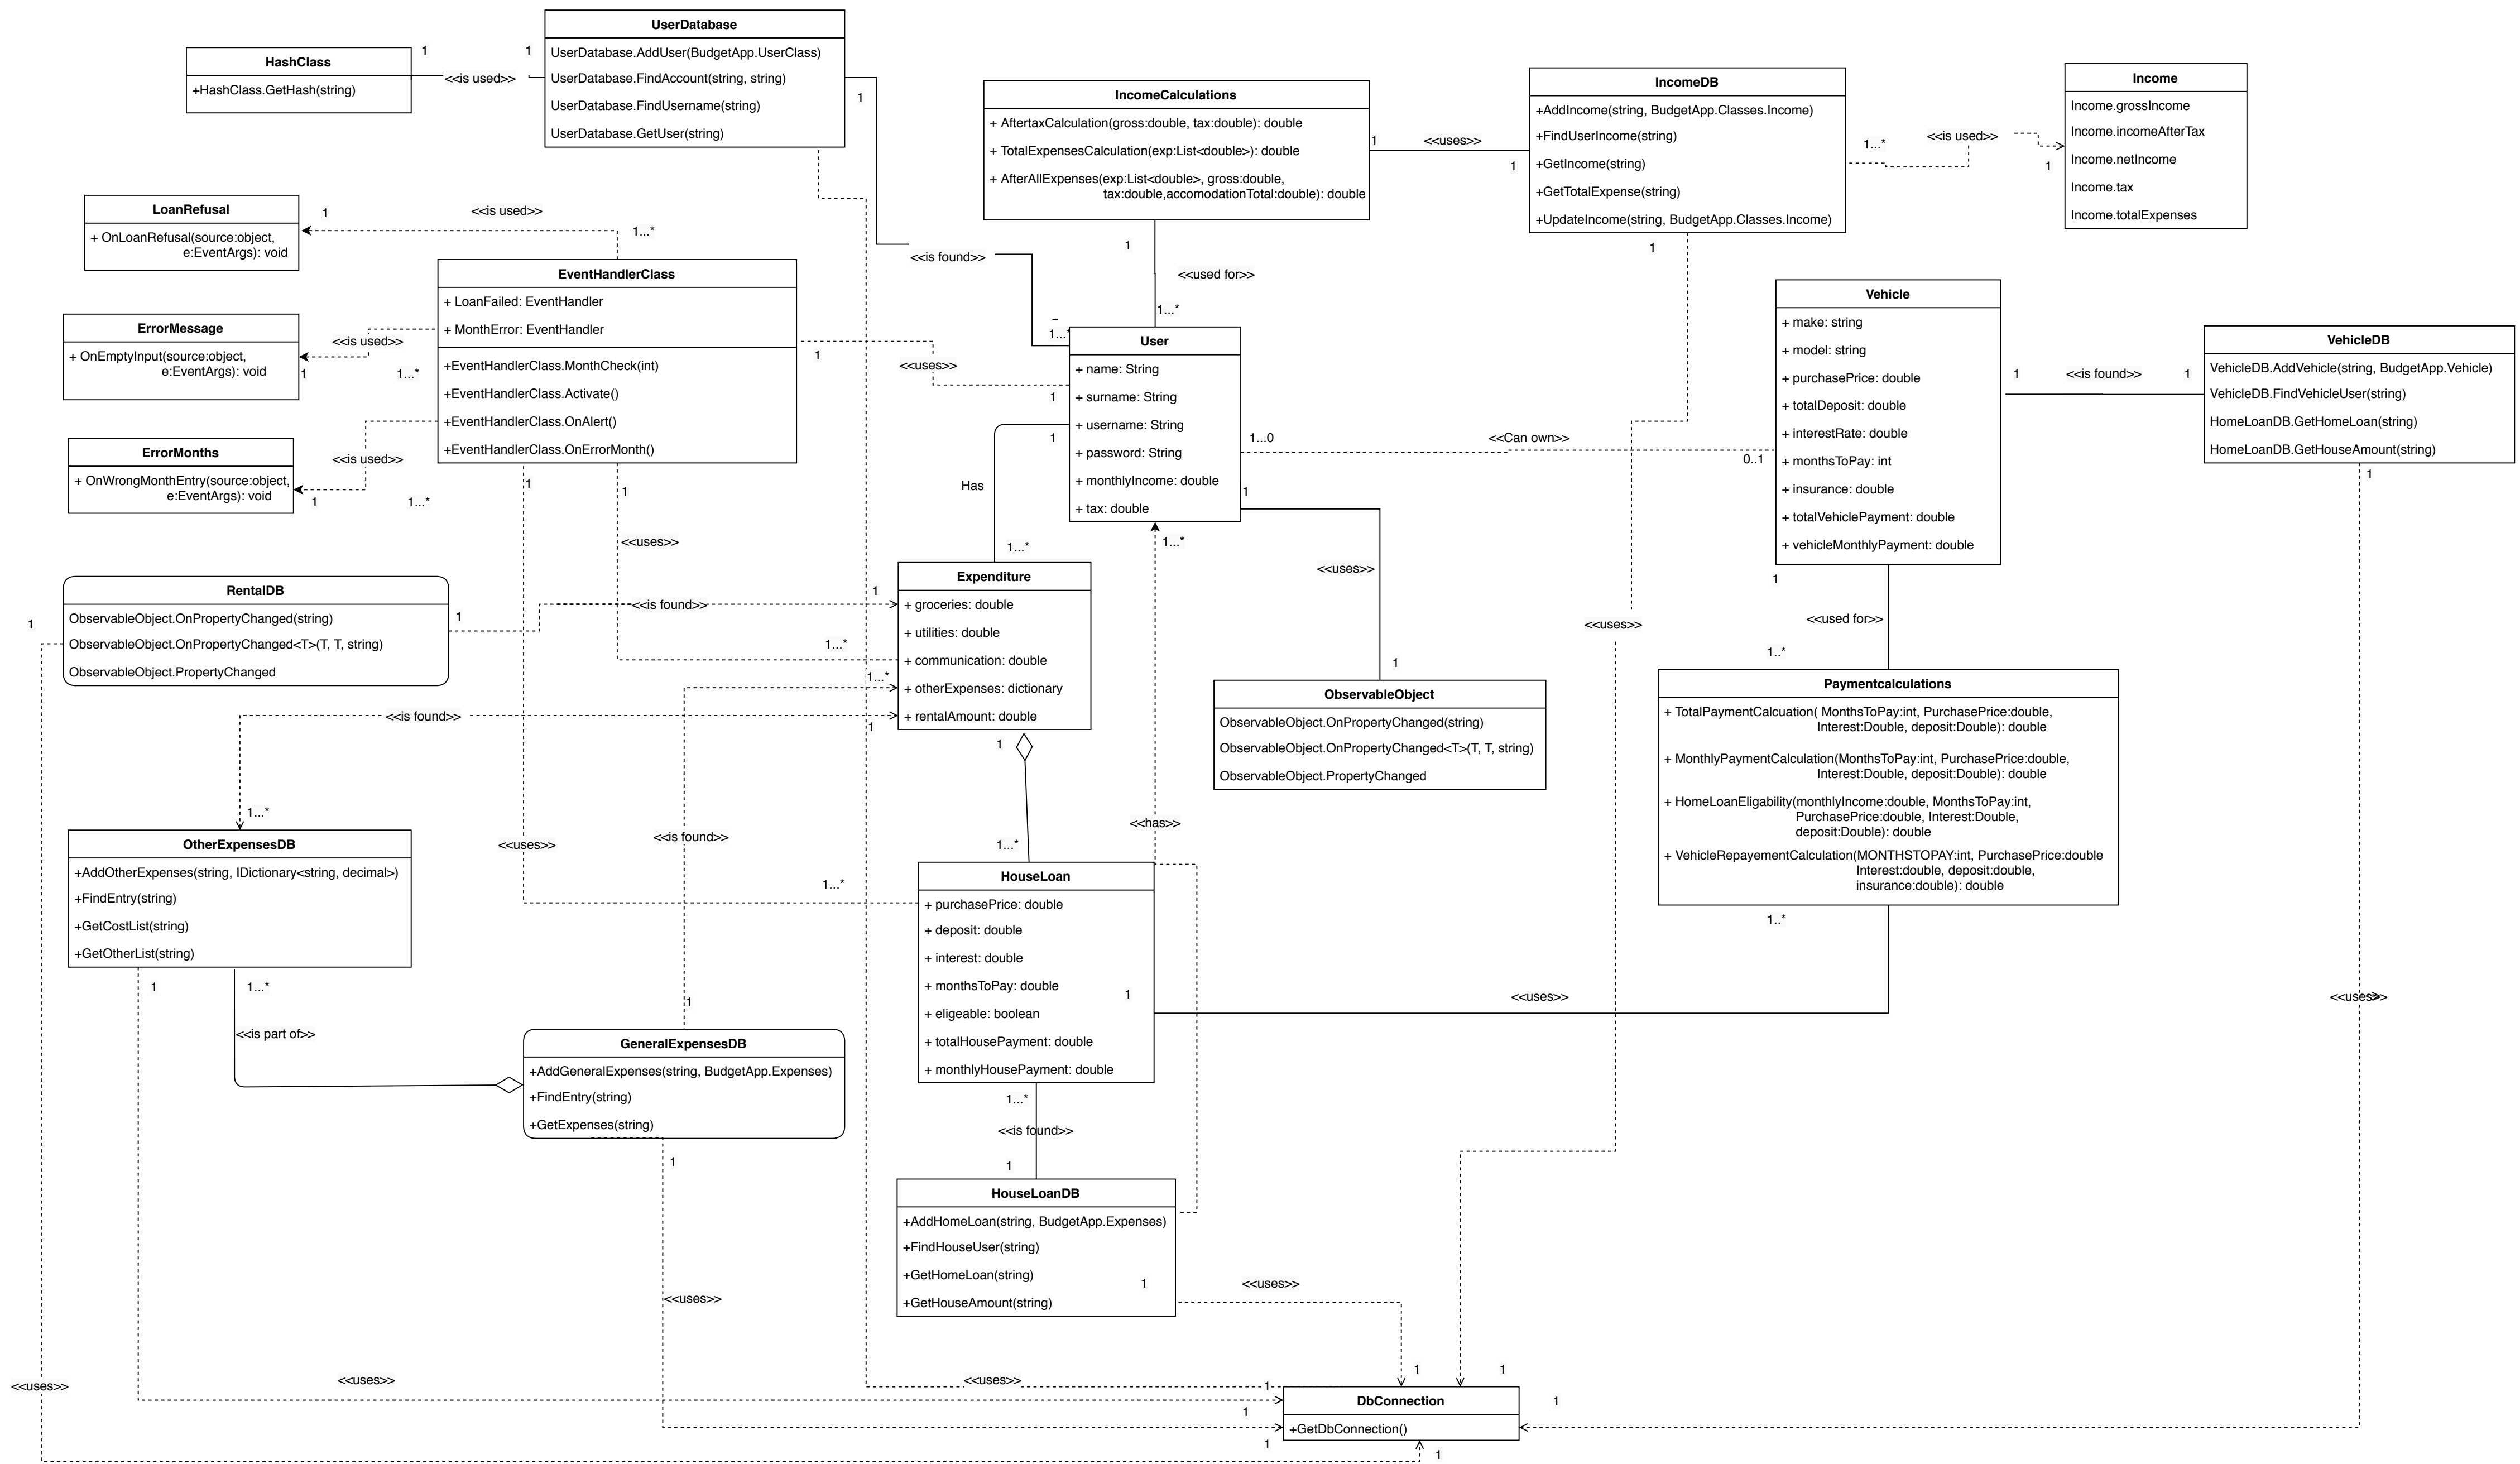 UserDatabase
UserDatabase.AddUser(BudgetApp.UserClass)
UserDatabase.FindAccount(string, string)
UserDatabase.FindUsername(string)
UserDatabase.GetUser(string)
HashClass
+HashClass.GetHash(string)
1
1
<<is used>>
1
IncomeCalculations
+ AftertaxCalculation(gross:double, tax:double): double
+ TotalExpensesCalculation(exp:List<double>): double
+ AfterAllExpenses(exp:List<double>, gross:double,
tax:double,accomodationTotal:double): double
1
<<uses>>
1
IncomeDB
+AddIncome(string, BudgetApp.Classes.Income)
+FindUserIncome(string)
+GetIncome(string)
+GetTotalExpense(string)
+UpdateIncome(string, BudgetApp.Classes.Income)
1...*
<<is used>>
1
Income
Income.grossIncome
Income.incomeAfterTax
Income.netIncome
Income.tax
Income.totalExpenses
LoanRefusal
+ OnLoanRefusal(source:object,
e:EventArgs): void
1
<<is used>>
1...*
<<is found>>
1
<<used for>>
1...*
1
EventHandlerClass
+ LoanFailed: EventHandler
+ MonthError: EventHandler
+EventHandlerClass.MonthCheck(int)
+EventHandlerClass.Activate()
+EventHandlerClass.OnAlert()
+EventHandlerClass.OnErrorMonth()
ErrorMessage
+ OnEmptyInput(source:object,
e:EventArgs): void
<<is used>>
1
1...*
ErrorMonths
+ OnWrongMonthEntry(source:object,
e:EventArgs): void
<<is used>>
1
1...*
1
<<uses>>
1
–
1...*
User
+ name: String
+ surname: String
+ username: String
+ password: String
+ monthlyIncome: double
+ tax: double
1
Has
1...*
1...0
<<Can own>>
0..1
Vehicle
+ make: string
+ model: string
+ purchasePrice: double
+ totalDeposit: double
+ interestRate: double
+ monthsToPay: int
+ insurance: double
+ totalVehiclePayment: double
+ vehicleMonthlyPayment: double
1
<<is found>>
1
VehicleDB
VehicleDB.AddVehicle(string, BudgetApp.Vehicle)
VehicleDB.FindVehicleUser(string)
HomeLoanDB.GetHomeLoan(string)
HomeLoanDB.GetHouseAmount(string)
1
1
1
<<uses>>
1
1...*
<<uses>>
1
RentalDB
ObservableObject.OnPropertyChanged(string)
ObservableObject.OnPropertyChanged<T>(T, T, string)
ObservableObject.PropertyChanged
1
1
<<is found>>
1
1...*
1...*
<<is found>>
1
Expenditure
+ groceries: double
+ utilities: double
+ communication: double
+ otherExpenses: dictionary
+ rentalAmount: double
1
1...*
ObservableObject
ObservableObject.OnPropertyChanged(string)
ObservableObject.OnPropertyChanged<T>(T, T, string)
ObservableObject.PropertyChanged
<<uses>>
1
<<used for>>
1..*
Paymentcalculations
+ TotalPaymentCalcuation( MonthsToPay:int, PurchasePrice:double,
Interest:Double, deposit:Double): double
+ MonthlyPaymentCalculation(MonthsToPay:int, PurchasePrice:double,
Interest:Double, deposit:Double): double
+ HomeLoanEligability(monthlyIncome:double, MonthsToPay:int,
PurchasePrice:double, Interest:Double,
deposit:Double): double
+ VehicleRepayementCalculation(MONTHSTOPAY:int, PurchasePrice:double
Interest:double, deposit:double,
insurance:double): double
1..*
<<has>>
1...*
OtherExpensesDB
+AddOtherExpenses(string, IDictionary<string, decimal>)
+FindEntry(string)
+GetCostList(string)
+GetOtherList(string)
<<uses>>
<<is found>>
1...*
HouseLoan
+ purchasePrice: double
+ deposit: double
+ interest: double
+ monthsToPay: double
+ eligeable: boolean
+ totalHousePayment: double
+ monthlyHousePayment: double
1
<<uses>>
<<uses>>
1
1...*
<<is part of>>
1
GeneralExpensesDB
+AddGeneralExpenses(string, BudgetApp.Expenses)
+FindEntry(string)
+GetExpenses(string)
1
1...*
<<is found>>
1
HouseLoanDB
+AddHomeLoan(string, BudgetApp.Expenses)
+FindHouseUser(string)
+GetHomeLoan(string)
+GetHouseAmount(string)
1
<<uses>>
<<uses>>
<<uses>>
<<uses>>
<<uses>>
1
1
1
1
1
DbConnection
+GetDbConnection()
1
1
1